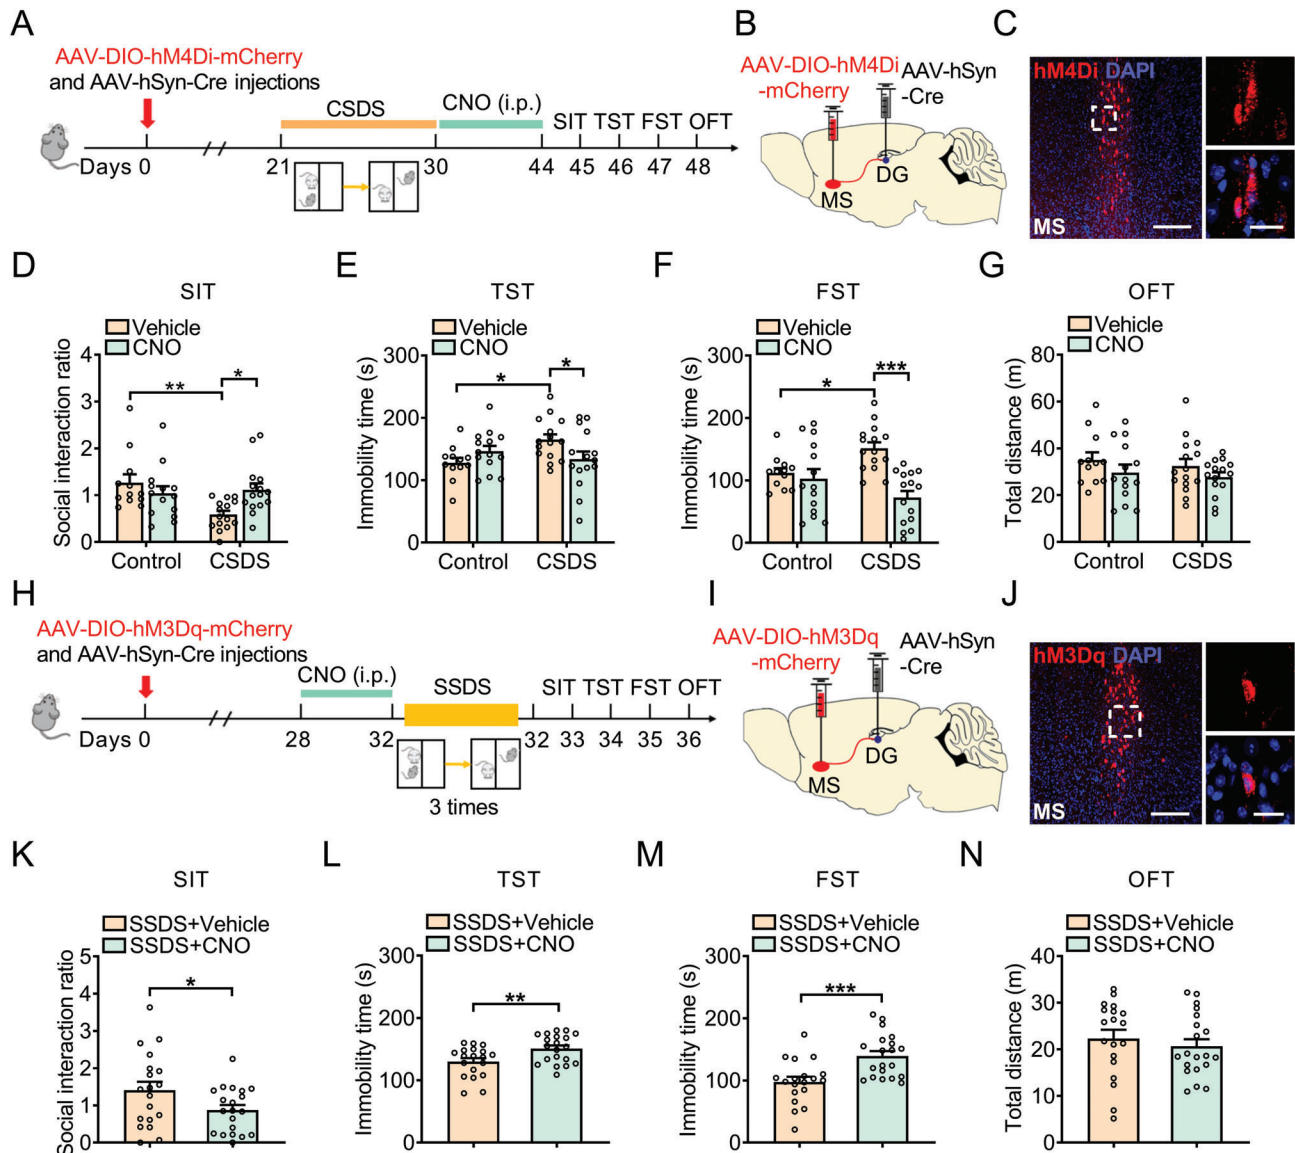 A
AAV-DIO-hM4Di-mCherry
and AAV-hSyn-Cre injections
CSDS
CNO (i.p.)
SIT TST FST OFT
Days 0
21
30
44 45 46 47 48
B
AAV-DIO-hM4Di
-mCherry
AAV-hSyn
-Cre
MS
DG
C
hM4Di DAPI
MS
D
SIT
Vehicle
CNO
Social interaction ratio
4
3
2
1
0
**
*
Control
CSDS
E
TST
Vehicle
CNO
Immobility time (s)
300
200
100
0
*
*
Control
CSDS
F
FST
Vehicle
CNO
Immobility time (s)
300
200
100
0
*
***
Control
CSDS
G
OFT
Vehicle
CNO
Total distance (m)
80
60
40
20
0
Control
CSDS
H
AAV-DIO-hM3Dq-mCherry
and AAV-hSyn-Cre injections
CNO (i.p.)
SSDS
SIT TST FST OFT
Days 0
28
32
32 33 34 35 36
3 times
I
AAV-DIO-hM3Dq
-mCherry
AAV-hSyn
-Cre
MS
DG
J
hM3Dq DAPI
MS
K
SIT
SSDS+Vehicle
SSDS+CNO
Social interaction ratio
5
4
3
2
1
0
*
L
TST
SSDS+Vehicle
SSDS+CNO
Immobility time (s)
300
200
100
0
**
M
FST
SSDS+Vehicle
SSDS+CNO
Immobility time (s)
300
200
100
0
***
N
OFT
SSDS+Vehicle
SSDS+CNO
Total distance (m)
40
30
20
10
0